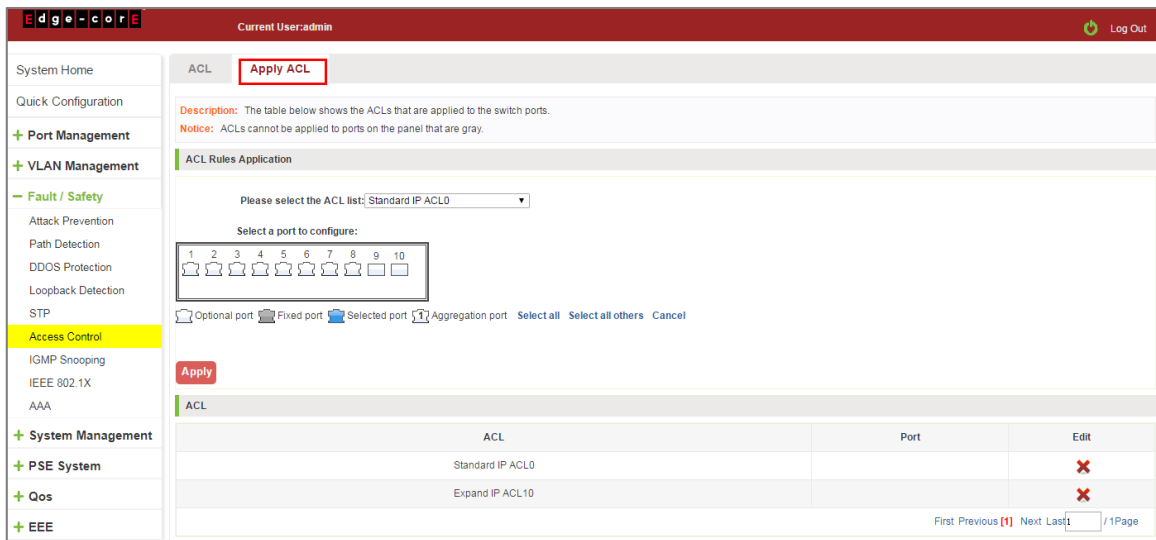 Edge-corE
Current User:admin
Log Out
System Home
Quick Configuration
+ Port Management
+ VLAN Management
− Fault / Safety
Attack Prevention
Path Detection
DDOS Protection
Loopback Detection
STP
Access Control
IGMP Snooping
IEEE 802.1X
AAA
+ System Management
+ PSE System
+ Qos
+ EEE
ACL Apply ACL
Description: The table below shows the ACLs that are applied to the switch ports.
Notice: ACLs cannot be applied to ports on the panel that are gray.
ACL Rules Application
Please select the ACL list: Standard IP ACL0
Select a port to configure:
1 2 3 4 5 6 7 8 9 10
Optional port Fixed port Selected port 1 Aggregation port Select all Select all others Cancel
Apply
ACL
ACL Port Edit
Standard IP ACL0
Expand IP ACL10
First Previous [1] Next Last 1 / 1Page